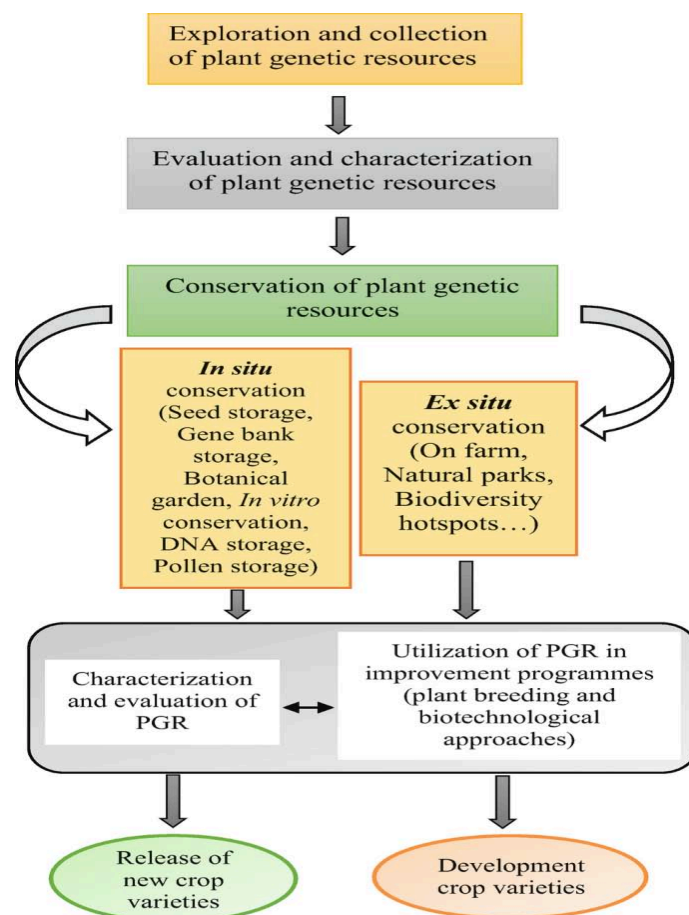 Exploration and collection
of plant genetic resources
Evaluation and characterization
of plant genetic resources
Conservation of plant genetic
resources
In situ
conservation
(Seed storage,
Gene bank
storage,
Botanical
garden, In vitro
conservation,
DNA storage,
Pollen storage)
Ex situ
conservation
(On farm,
Natural parks,
Biodiversity
hotspots…)
Characterization
and evaluation of
PGR
Utilization of PGR in
improvement programmes
(plant breeding and
biotechnological
approaches)
Release of
new crop
varieties
Development
crop varieties